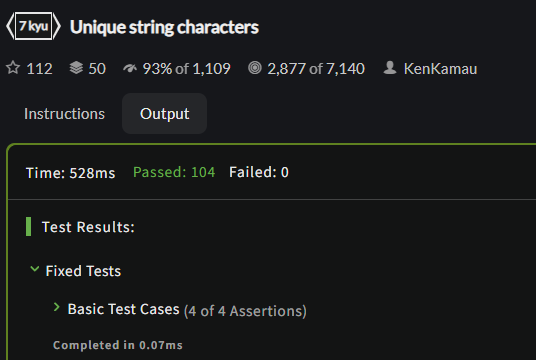 7 kyu Unique string characters
112 50 93% of 1,109 2,877 of 7,140 KenKamau
Instructions Output
Time: 528ms Passed: 104 Failed: 0
Test Results:
Fixed Tests
Basic Test Cases (4 of 4 Assertions)
Completed in 0.07ms